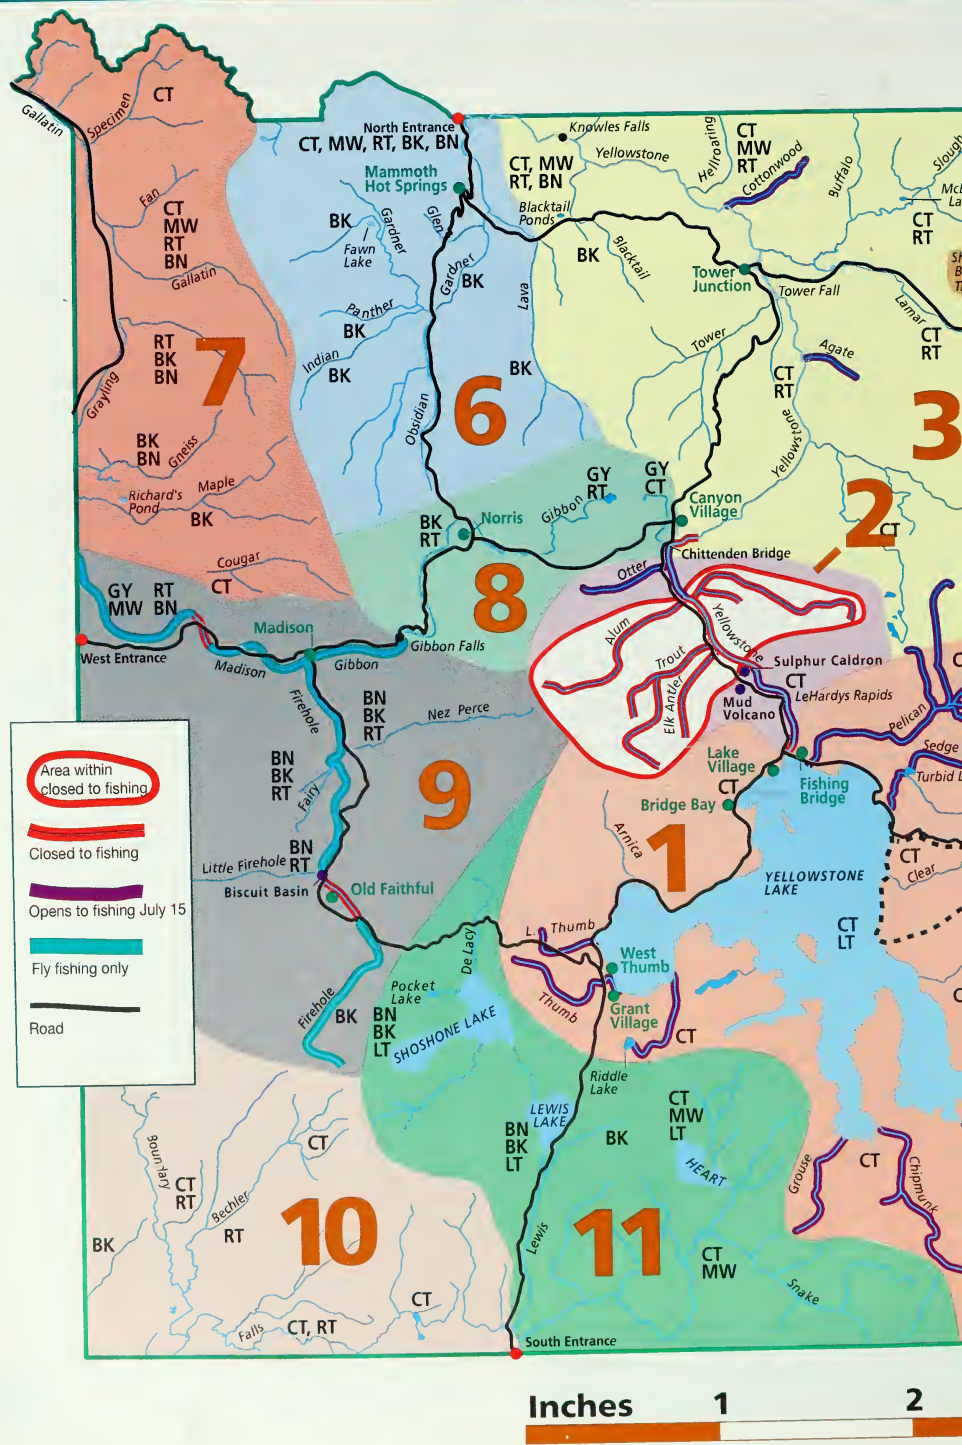 Gallatin
Specimen
CT
North Entrance
CT, MW, RT, BK, BN
Mammoth
Hot Springs
Knowles Falls
Yellowstone
Hellroaring
CT
MW
RT
Cottonwood
Buffalo
Slough
CT, MW
RT, BN
Blacktail
Ponds
Fan
CT
MW
RT
BN
Gallatin
BK
Fawn
Lake
Gardner
Glen
Gardner
BK
BK
Blacktail
CT
RT
Tower
Junction
Tower Fall
Lamar
CT
RT
Panther
BK
Indian
BK
Lava
BK
Tower
Agate
CT
RT
RT
BK
BN
7
Grayling
Obsidian
6
Yellowstone
3
BK
BN
Gneiss
Richard's
Pond
Maple
BK
GY
RT
GY
CT
Gibbon
Canyon
Village
2
CT
BK
RT
Norris
Chittenden Bridge
Cougar
CT
8
Otter
GY
MW
RT
BN
Madison
Gibbon Falls
Alum
Yellowstone
West Entrance
Madison
Gibbon
Trout
Sulphur Caldron
CT
LeHardys Rapids
Elk Antler
Mud
Volcano
Pelican
Firehole
BN
BK
RT
Nez Perce
Area within
closed to fishing
Closed to fishing
Opens to fishing July 15
Fly fishing only
Road
BN
BK
RT
Fairy
9
Lake
Village
CT
Bridge Bay
Fishing
Bridge
Sedge
Turbid L
Arnica
1
BN
RT
Little Firehole
Biscuit Basin
Old Faithful
YELLOWSTONE
LAKE
CT
Clear
CT
LT
L. Thumb
West
Thumb
Thumb
Grant
Village
CT
De Lacy
Pocket
Lake
Firehole
BK
BN
BK
LT
SHOSHONE LAKE
Riddle
Lake
LEWIS
LAKE
BN
BK
LT
BK
CT
MW
LT
HEART
Grouse
CT
Chipmunk
Boundary
CT
CT
RT
Bechler
RT
BK
10
11
Lewis
CT
MW
Snake
CT
Falls
CT, RT
South Entrance
Inches 1 2